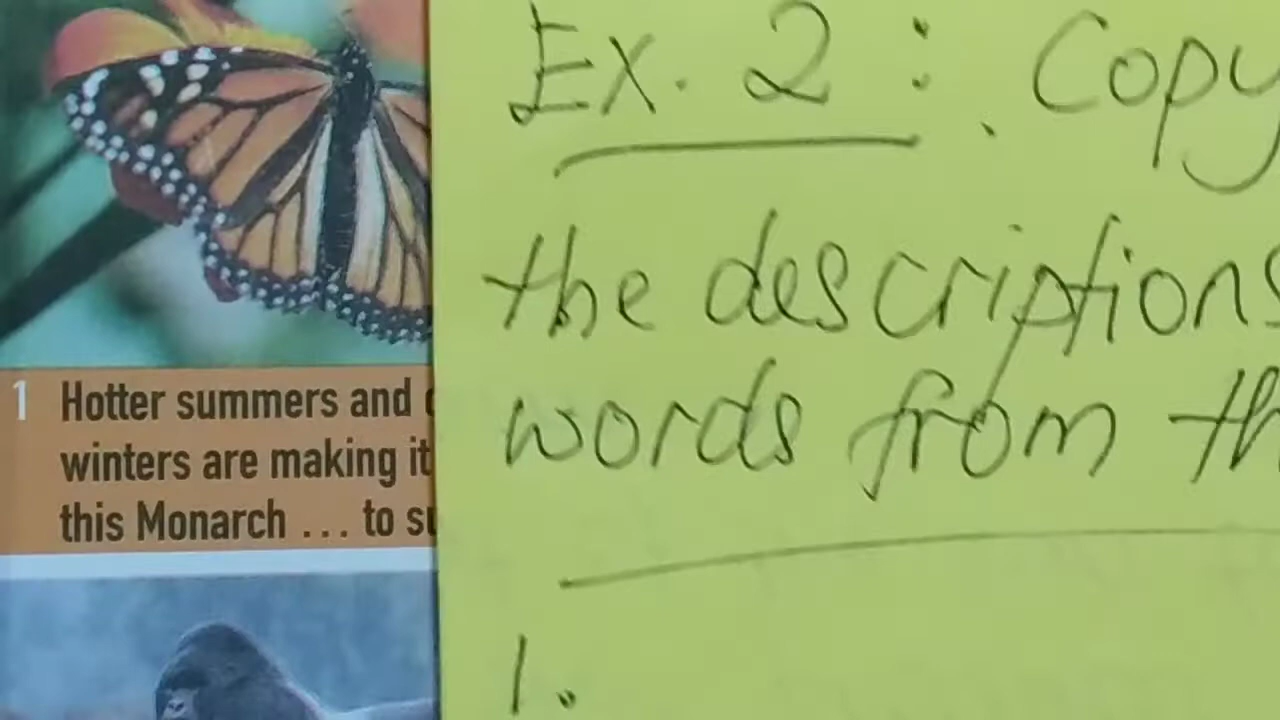 Ex. 2 : Copy
the descriptions
words from th
1.
1 Hotter summers and
winters are making it
this Monarch ... to su